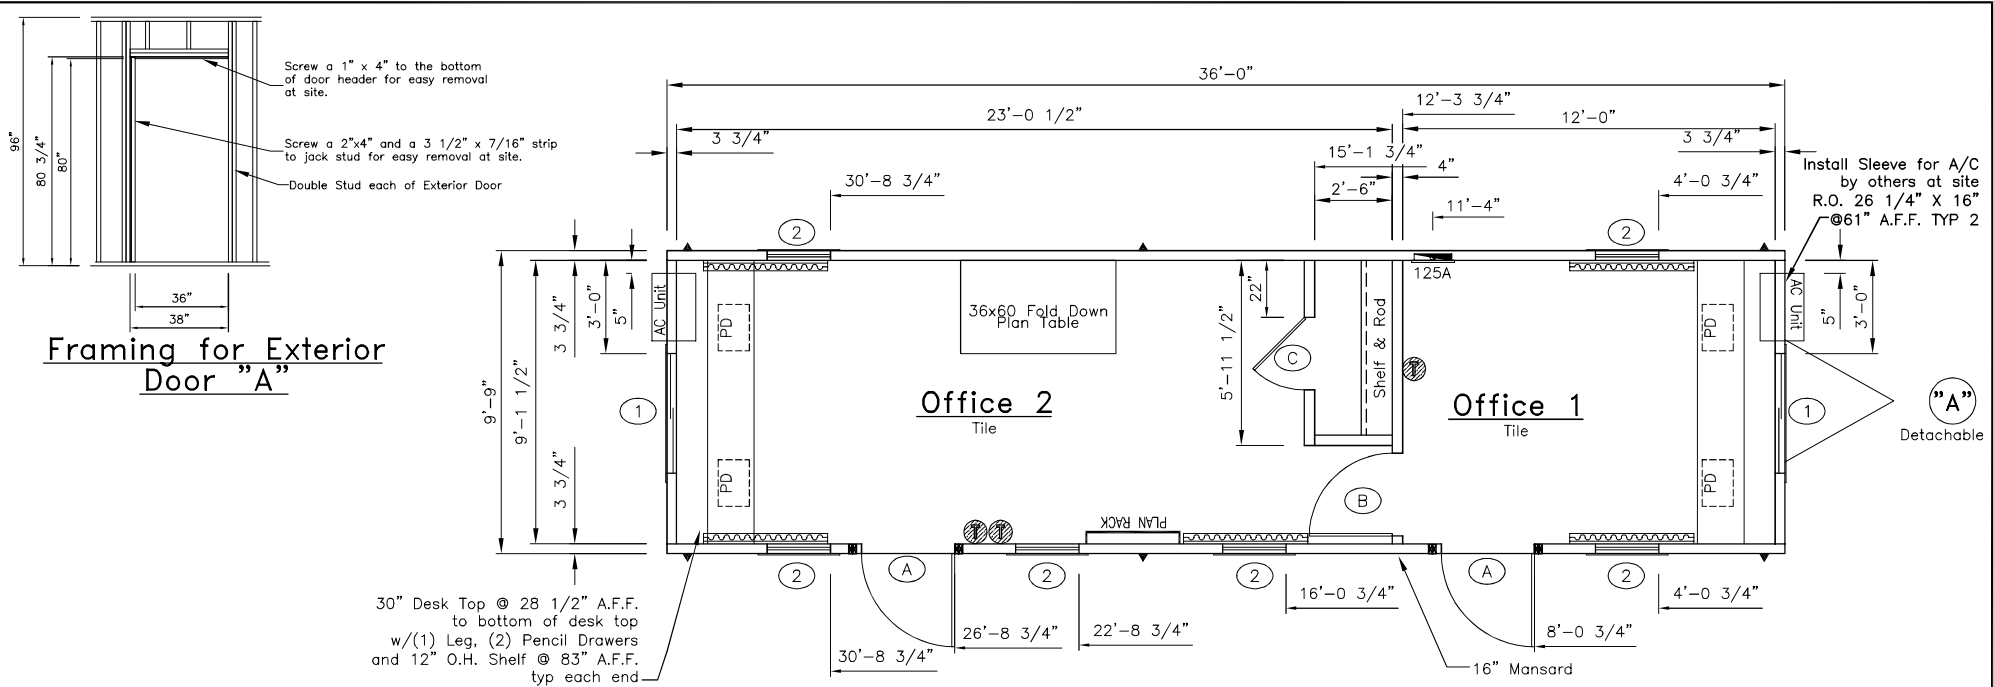 96"
80 3/4"
80"
Screw a 1" x 4" to the bottom
of door header for easy removal
at site.
Screw a 2"x4" and a 3 1/2" x 7/16" strip
to jack stud for easy removal at site.
Double Stud each of Exterior Door
36"
38"
Framing for Exterior
Door "A"
36'-0"
23'-0 1/2"
12'-3 3/4"
12'-0"
3 3/4"
15'-1 3/4"
4"
3 3/4"
30'-8 3/4"
2'-6"
11'-4"
4'-0 3/4"
Install Sleeve for A/C
by others at site
R.O. 26 1/4" X 16"
@61" A.F.F. TYP 2
2
2
125A
9'-9"
9'-1 1/2"
3 3/4"
3'-0"
5"
3 3/4"
AC Unit
PD
PD
1
36x60 Fold Down
Plan Table
22"
5'-11 1/2"
C
Shelf & Rod
T
Office 2
Tile
Office 1
Tile
PD
PD
AC Unit
5"
3'-0"
1
"A"
Detachable
B
T
T
PLAN RACK
2
A
2
2
A
2
30" Desk Top @ 28 1/2" A.F.F.
to bottom of desk top
w/(1) Leg, (2) Pencil Drawers
and 12" O.H. Shelf @ 83" A.F.F.
typ each end
30'-8 3/4"
26'-8 3/4"
22'-8 3/4"
16'-0 3/4"
16" Mansard
8'-0 3/4"
4'-0 3/4"